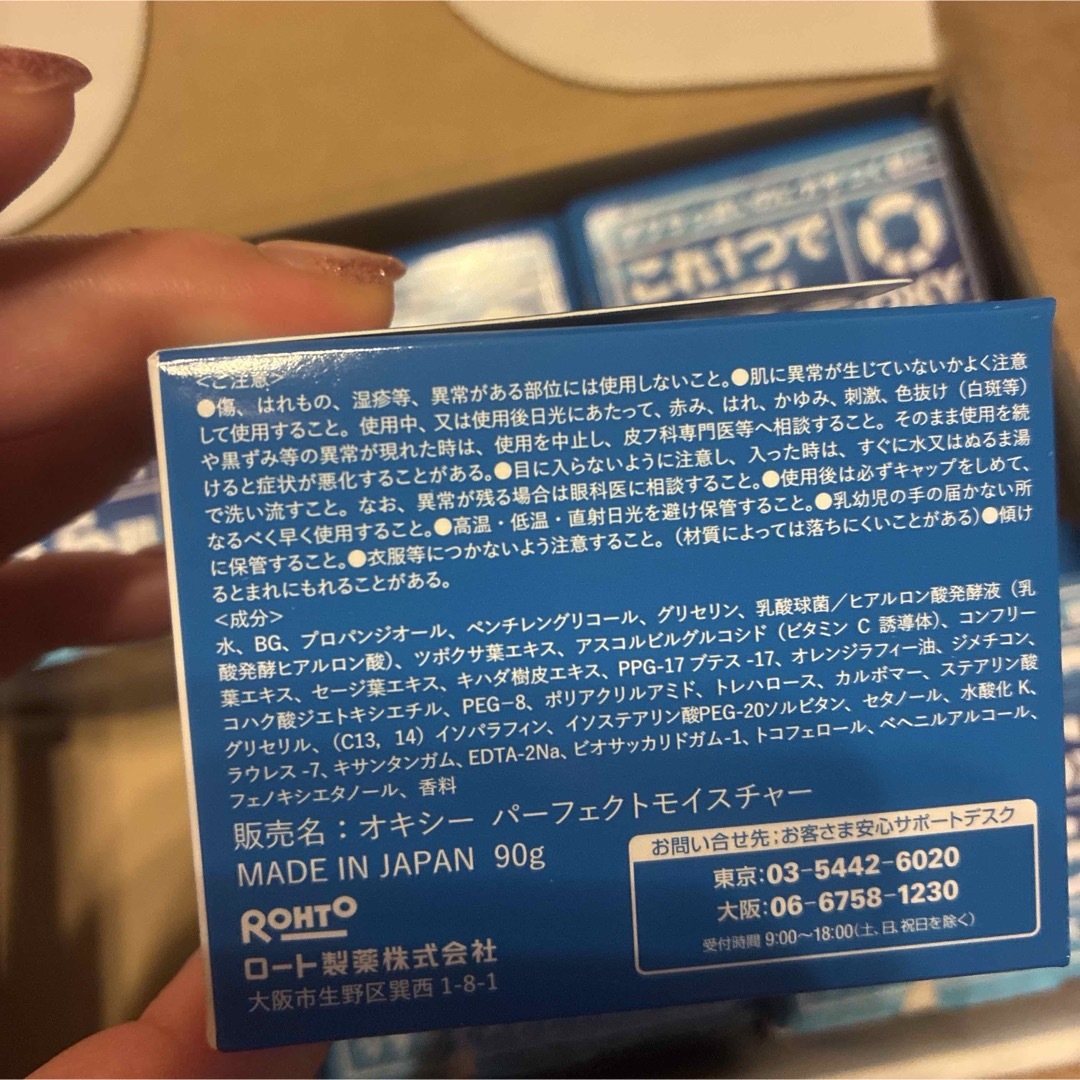 これ1つで
<ご注意>
●傷、はれもの、湿疹等、異常がある部位には使用しないこと。●肌に異常が生じていないかよく注意
して使用すること。使用中、又は使用後日光にあたって、赤み、はれ、かゆみ、刺激、色抜け（白斑等）
や黒ずみ等の異常が現れた時は、使用を中止し、皮フ科専門医等へ相談すること。そのまま使用を続
けると症状が悪化することがある。●目に入らないように注意し、入った時は、すぐに水又はぬるま湯
で洗い流すこと。なお、異常が残る場合は眼科医に相談すること。●使用後は必ずキャップをしめて、
なるべく早く使用すること。●高温・低温・直射日光を避け保管すること。●乳幼児の手の届かない所
に保管すること。●衣服等につかないよう注意すること。（材質によっては落ちにくいことがある）●傾け
るとまれにもれることがある。
<成分>
水、BG、プロパンジオール、ペンチレングリコール、グリセリン、乳酸球菌／ヒアルロン酸発酵液（乳
酸発酵ヒアルロン酸）、ツボクサ葉エキス、アスコルビルグルコシド（ビタミン C 誘導体）、コンフリー
葉エキス、セージ葉エキス、キハダ樹皮エキス、PPG-17 ブテス -17、オレンジラフィー油、ジメチコン、
コハク酸ジエトキシエチル、PEG-8、ポリアクリルアミド、トレハロース、カルボマー、ステアリン酸
グリセリル、（C13, 14）イソパラフィン、イソステアリン酸PEG-20ソルビタン、セタノール、水酸化 K、
ラウレス -7、キサンタンガム、EDTA-2Na、ビオサッカリドガム-1、トコフェロール、ベヘニルアルコール、
フェノキシエタノール、香料
販売名：オキシー パーフェクトモイスチャー
MADE IN JAPAN 90g
ROHTO
ロート製薬株式会社
大阪市生野区巽西 1-8-1
お問い合せ先；お客さま安心サポートデスク
東京：03-5442-6020
大阪：06-6758-1230
受付時間 9:00〜18:00（土、日、祝日を除く）